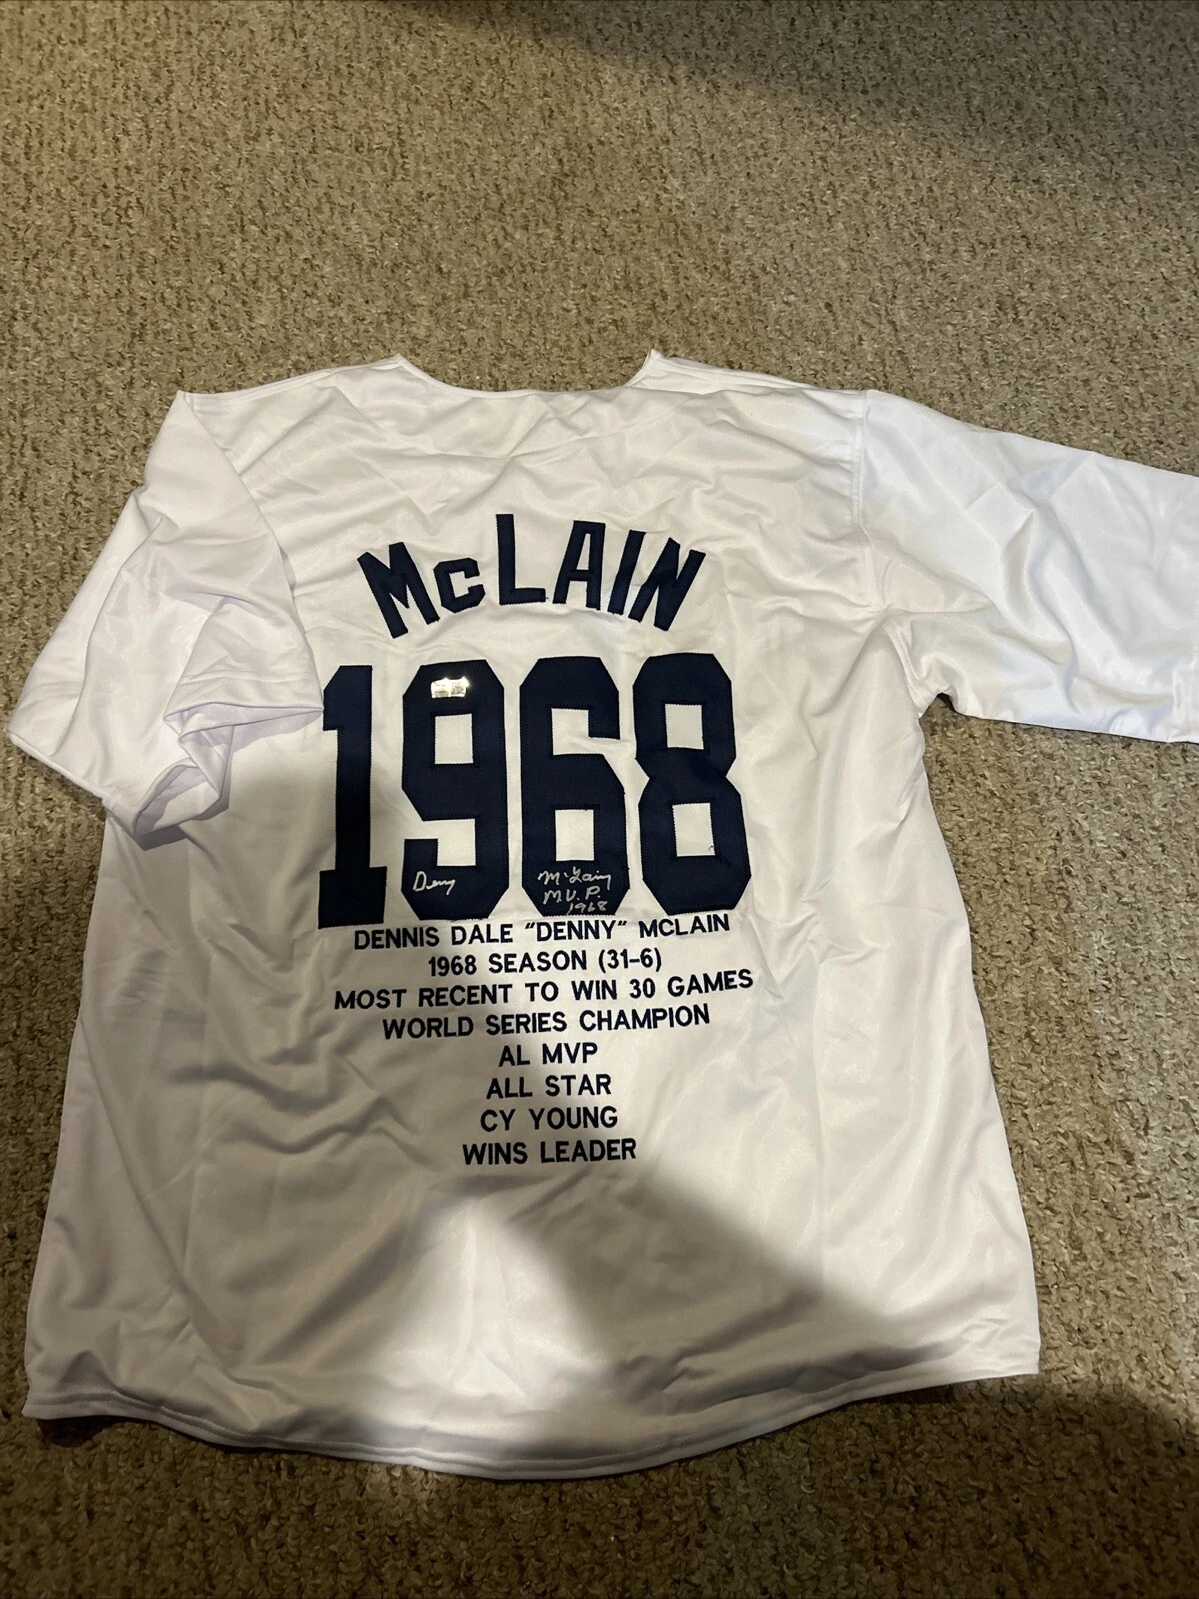 McLAIN
1968
Denny McLain
M.V.P.
1968
DENNIS DALE "DENNY" MCLAIN
1968 SEASON (31-6)
MOST RECENT TO WIN 30 GAMES
WORLD SERIES CHAMPION
AL MVP
ALL STAR
CY YOUNG
WINS LEADER